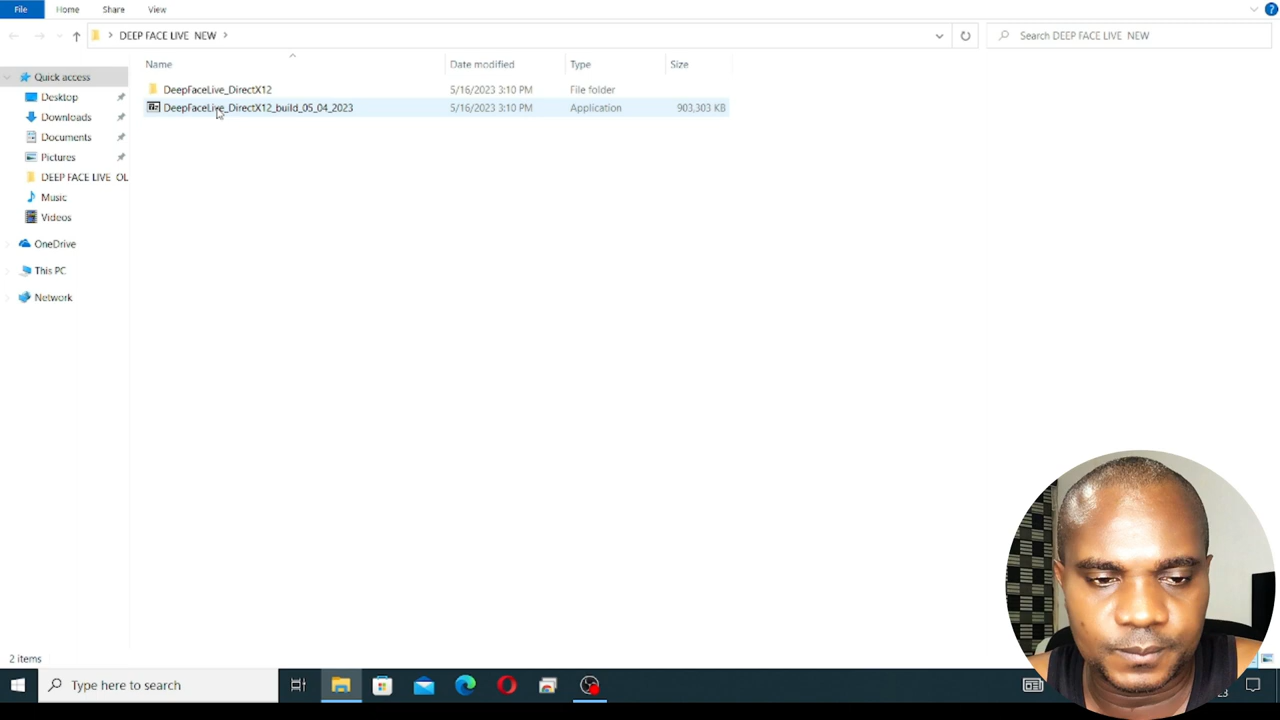 File Home Share View
DEEP FACE LIVE NEW Search DEEP FACE LIVE NEW
Name Date modified Type Size
Quick access
DeepFaceLive_DirectX12 5/16/2023 3:10 PM File folder
Desktop
DeepFaceLive_DirectX12_build_05_04_2023 5/16/2023 3:10 PM Application 903,303 KB
Downloads
Documents
Pictures
DEEP FACE LIVE OL
Music
Videos
OneDrive
This PC
Network
2 items
Type here to search